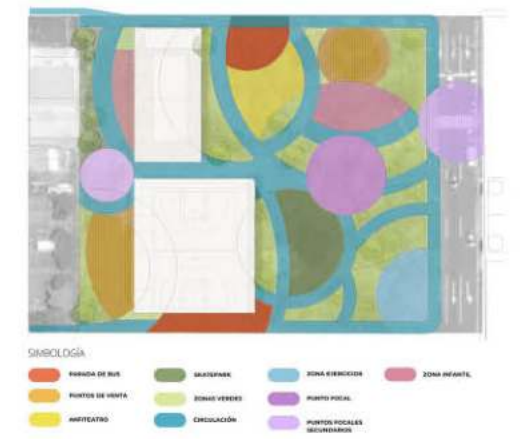 SIMBOLOGÍA
PARADA DE BUS
SKATEPARK
ZONA EJERCICIOS
ZONA INFANTIL
PUNTOS DE VENTA
ZONAS VERDES
PUNTO FOCAL
ANFITEATRO
CIRCULACIÓN
PUNTOS FOCALES
SECUNDARIOS